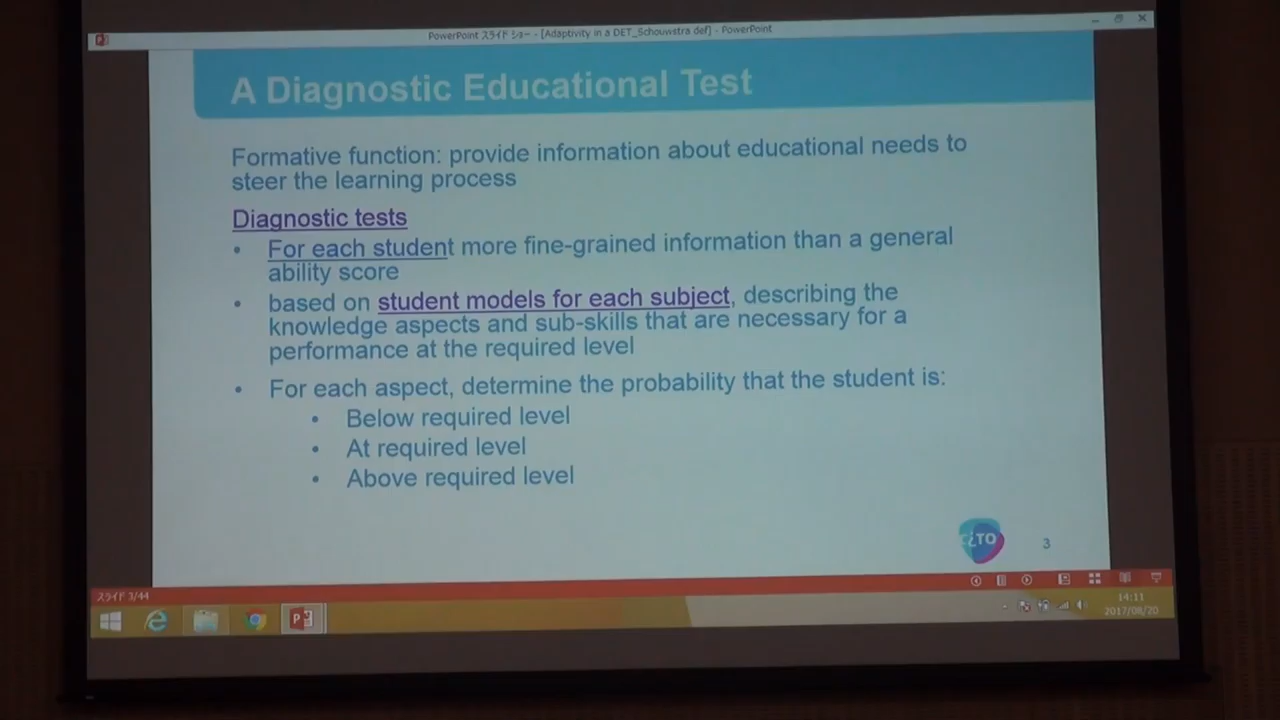 PowerPoint スライド ショー - [Adaptivity in a DET_Schouwstra def] - PowerPoint
A Diagnostic Educational Test
Formative function: provide information about educational needs to
steer the learning process
Diagnostic tests
• For each student more fine-grained information than a general
ability score
• based on student models for each subject, describing the
knowledge aspects and sub-skills that are necessary for a
performance at the required level
• For each aspect, determine the probability that the student is:
• Below required level
• At required level
• Above required level
CiTO
3
スライド 3/44
14:11
2017/08/20